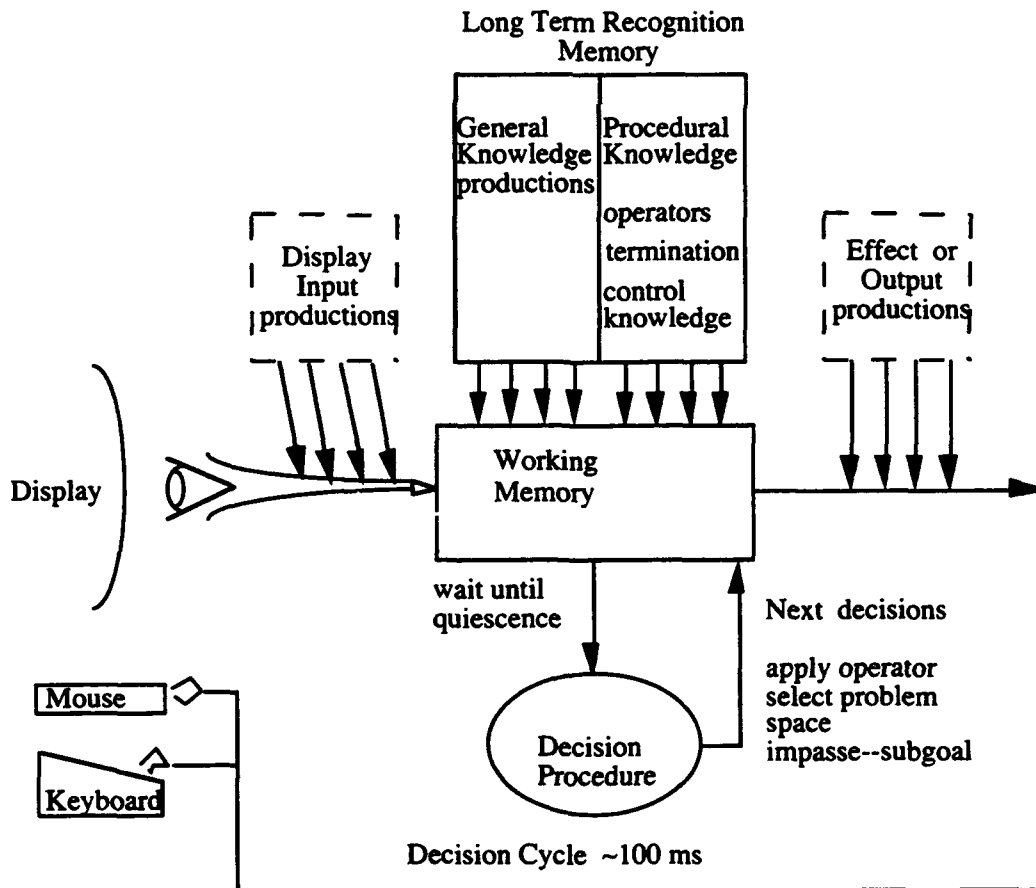 Long Term Recognition
Memory
General
Knowledge
productions
Procedural
Knowledge
operators
termination
control
knowledge
Display
Input
productions
Effect or
Output
productions
Display
Working
Memory
wait until
quiescence
Next decisions
apply operator
select problem
space
impasse--subgoal
Mouse
Keyboard
Decision
Procedure
Decision Cycle ~100 ms